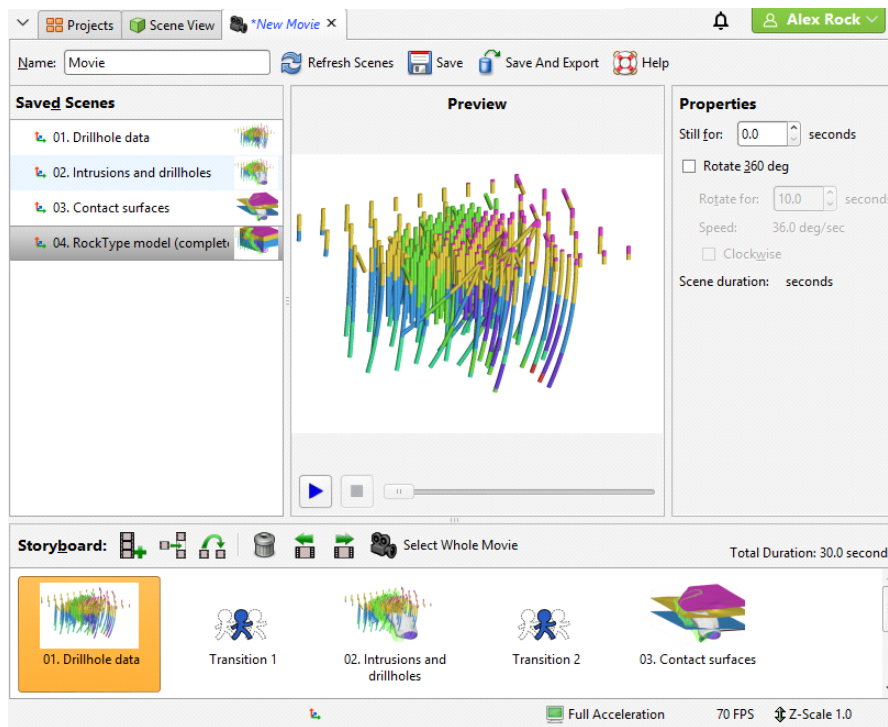 Projects
Scene View
*New Movie
Alex Rock
Name: Movie
Refresh Scenes
Save
Save And Export
Help
Saved Scenes
01. Drillhole data
02. Intrusions and drillholes
03. Contact surfaces
04. RockType model (complet
Preview
Properties
Still for: 0.0 seconds
Rotate 360 deg
Rotate for: 10.0 seconds
Speed: 36.0 deg/sec
Clockwise
Scene duration: seconds
Storyboard:
Select Whole Movie
Total Duration: 30.0 second
01. Drillhole data
Transition 1
02. Intrusions and
drillholes
Transition 2
03. Contact surfaces
Full Acceleration
70 FPS
Z-Scale 1.0